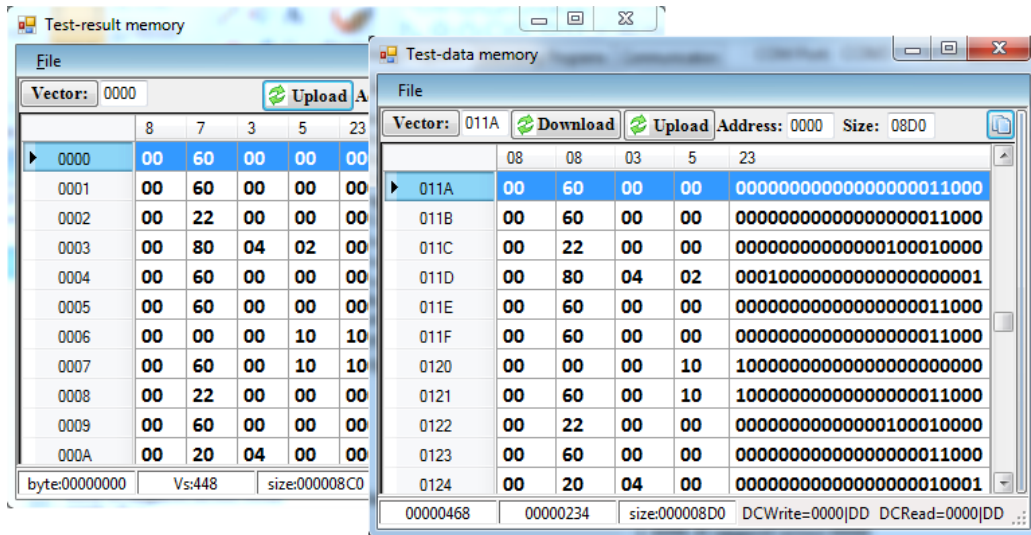 Test-result memory
File
Vector: 0000 Upload A
8 7 3 5 23
0000 00 60 00 00 00
0001 00 60 00 00 00
0002 00 22 00 00 00
0003 00 80 04 02 00
0004 00 60 00 00 00
0005 00 60 00 00 00
0006 00 00 00 10 10
0007 00 60 00 10 10
0008 00 22 00 00 00
0009 00 60 00 00 00
000A 00 20 04 00 00
byte:00000000 Vs:448 size:000008C0
Test-data memory
File
Vector: 011A Download Upload Address: 0000 Size: 08D0
08 08 03 5 23
011A 00 60 00 00 00000000000000000011000
011B 00 60 00 00 00000000000000000011000
011C 00 22 00 00 00000000000000100010000
011D 00 80 04 02 00010000000000000000001
011E 00 60 00 00 00000000000000000011000
011F 00 60 00 00 00000000000000000011000
0120 00 00 00 10 10000000000000000000000
0121 00 60 00 10 10000000000000000011000
0122 00 22 00 00 00000000000000100010000
0123 00 60 00 00 00000000000000000011000
0124 00 20 04 00 00000000000000000010001
00000468 00000234 size:000008D0 DCWrite=0000|DD DCRead=0000|DD